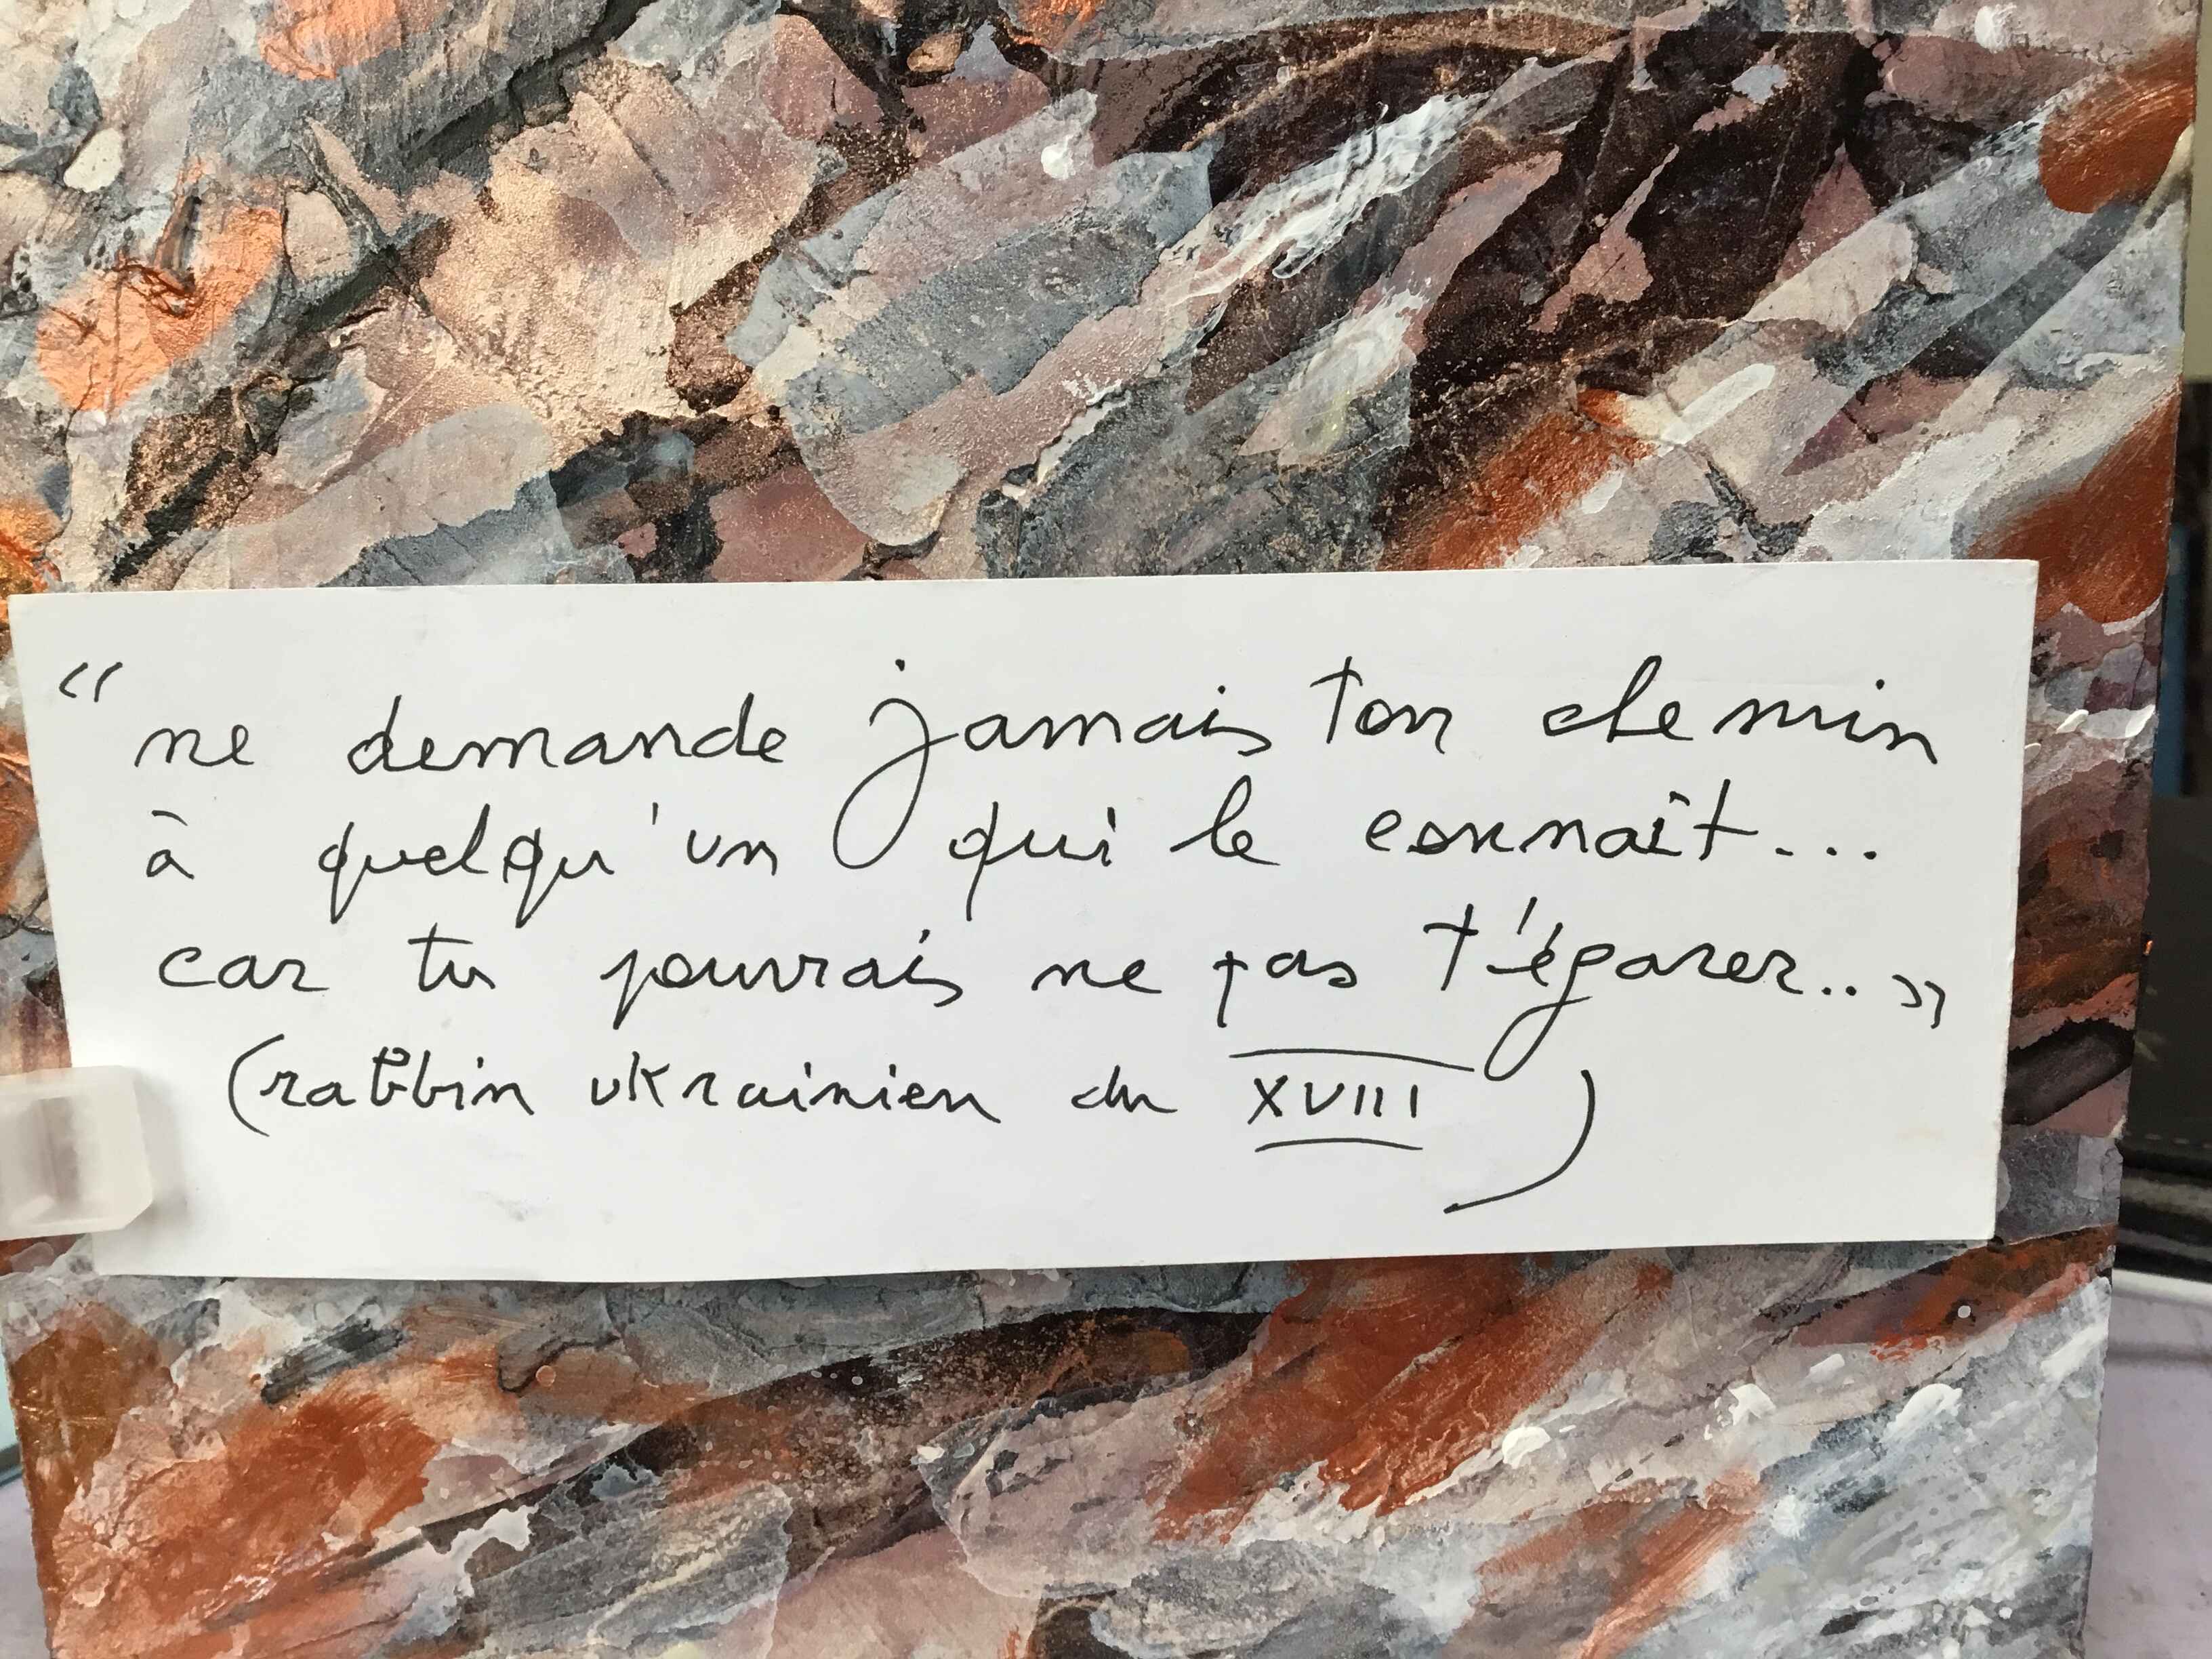 “ ne demande jamais ton chemin
à quelqu'un qui le connaît...
car tu pourrais ne pas t'égarer.. »
(rabbin ukrainien du XVIII)